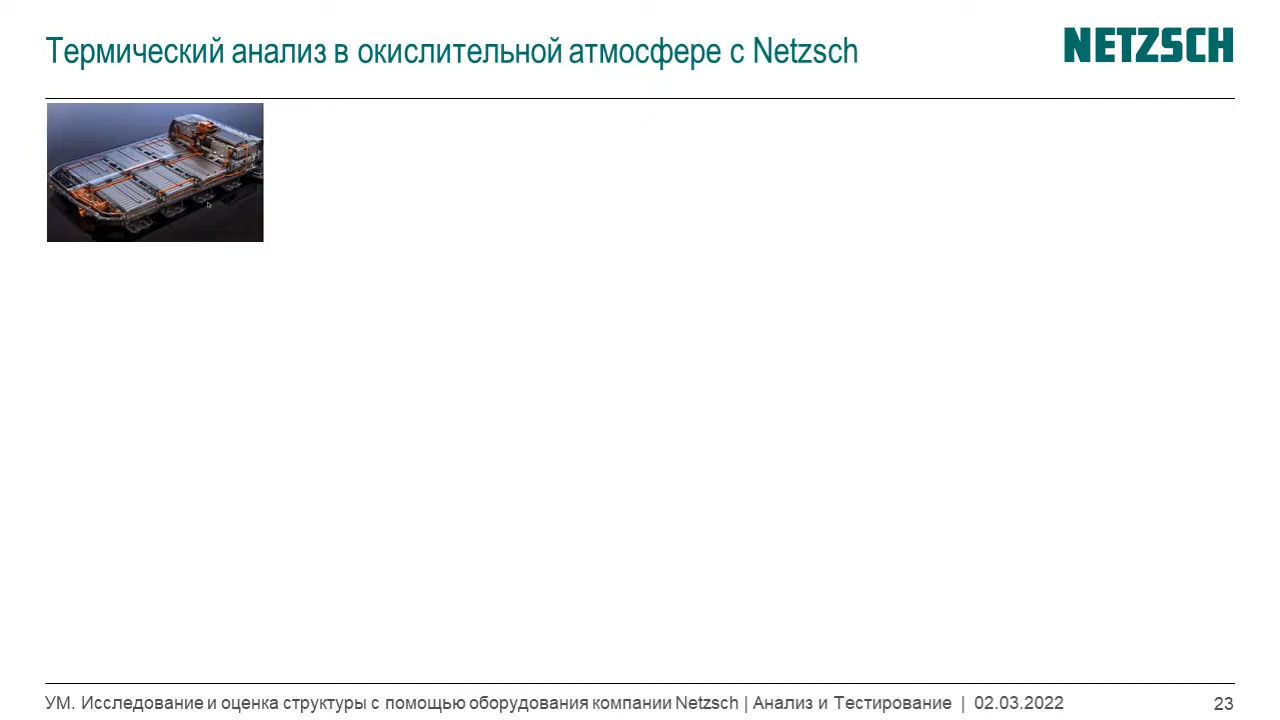 Термический анализ в окислительной атмосфере с Netzsch
NETZSCH
УМ. Исследование и оценка структуры с помощью оборудования компании Netzsch | Анализ и Тестирование | 02.03.2022
23